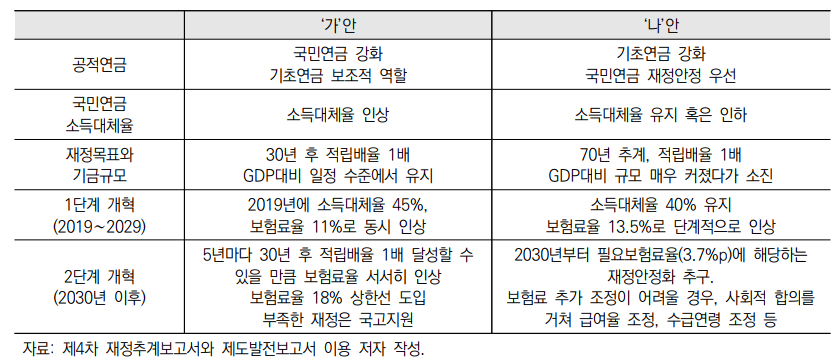 '가'안 '나'안
공적연금 국민연금 강화 기초연금 강화
기초연금 보조적 역할 국민연금 재정안정 우선
국민연금
소득대체율 소득대체율 인상 소득대체율 유지 혹은 인하
재정목표와 30년 후 적립배율 1배 70년 추계, 적립배율 1배
기금규모 GDP대비 일정 수준에서 유지 GDP대비 규모 매우 커졌다가 소진
1단계 개혁 2019년에 소득대체율 45%, 소득대체율 40% 유지
(2019~2029) 보험료율 11%로 동시 인상 보험료율 13.5%로 단계적으로 인상
2단계 개혁
(2030년 이후)
5년마다 30년 후 적립배율 1배 달성할 수
있을 만큼 보험료율 서서히 인상
보험료율 18% 상한선 도입
부족한 재정은 국고지원
2030년부터 필요보험료율(3.7%p)에 해당하는
재정안정화 추구.
보험료 추가 조정이 어려울 경우, 사회적 합의를
거쳐 급여율 조정, 수급연령 조정 등
자료: 제4차 재정추계보고서와 제도발전보고서 이용 저자 작성.